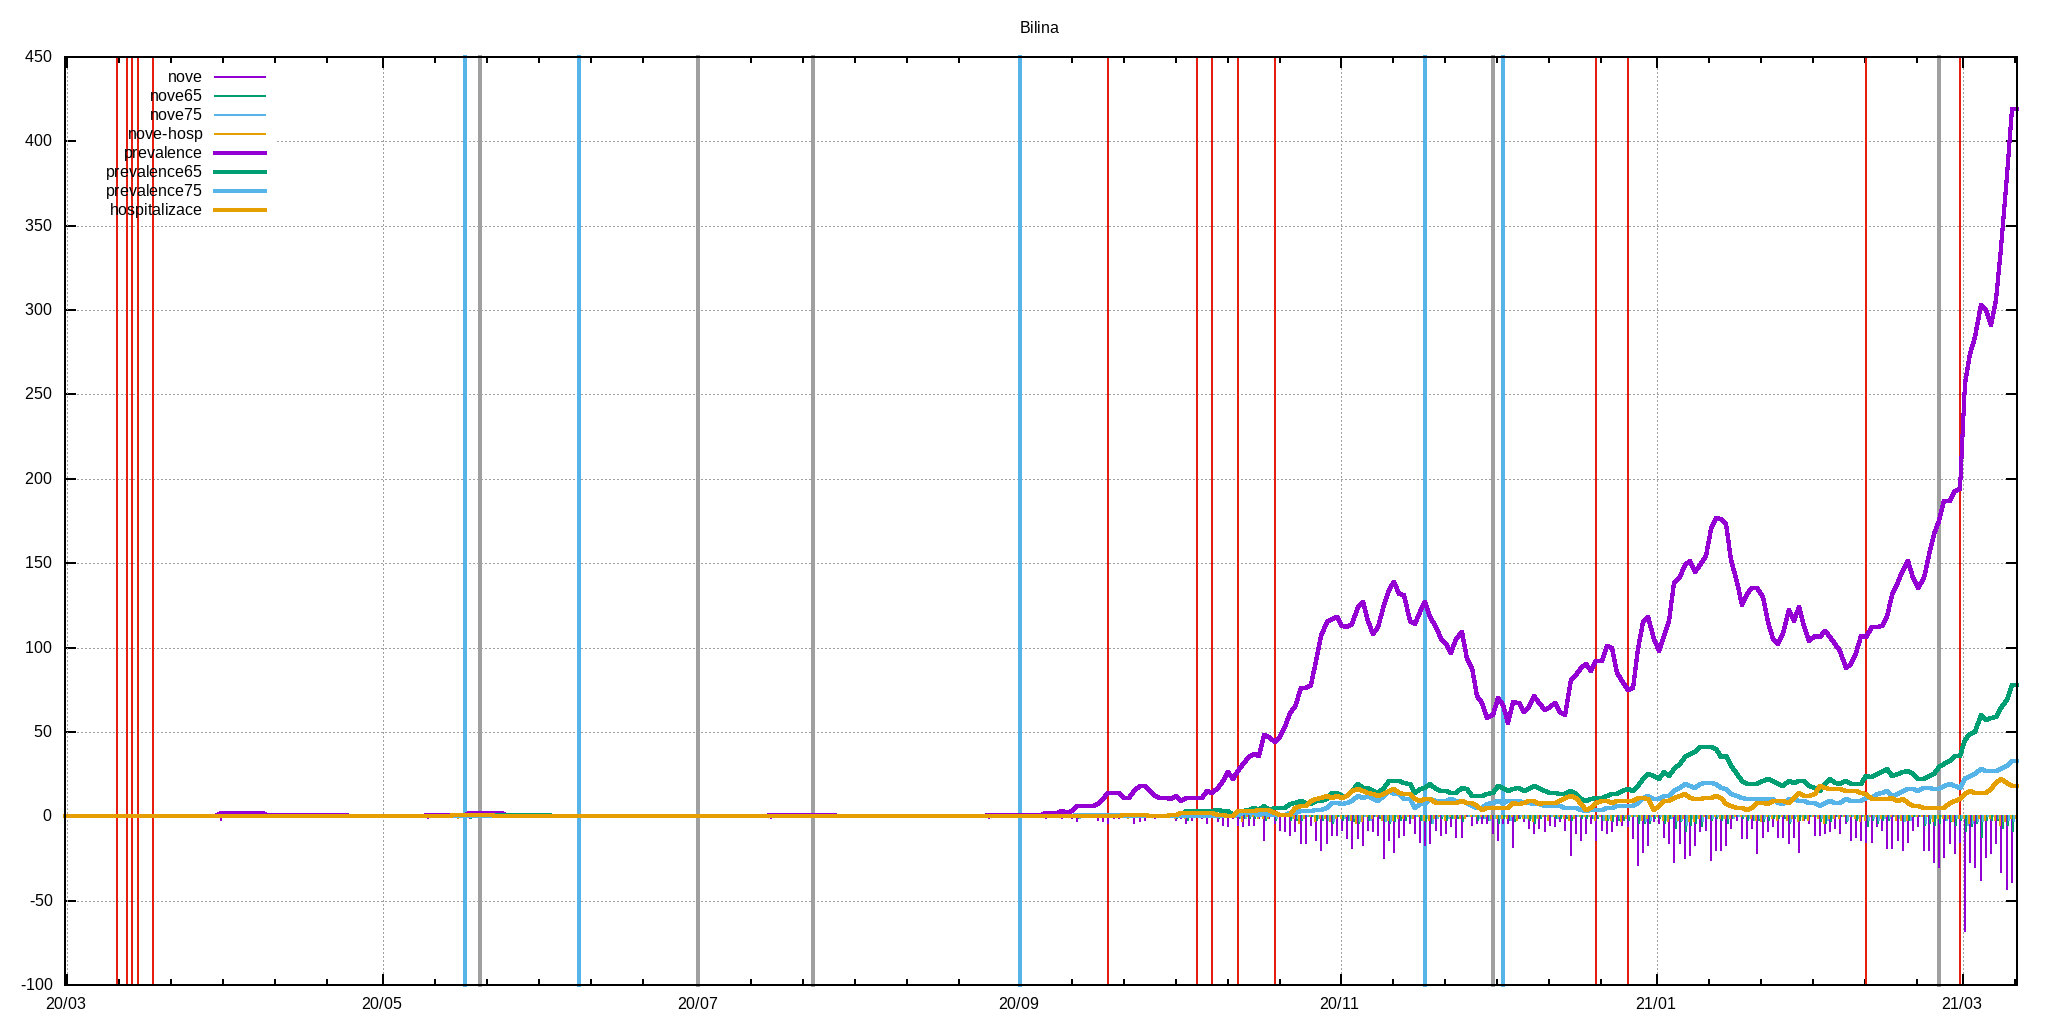 Bilina
450
400
350
300
250
200
150
100
50
0
-50
-100
nove
nove65
nove75
nove-hosp
prevalence
prevalence65
prevalence75
hospitalizace
20/03 20/05 20/07 20/09 20/11 21/01 21/03